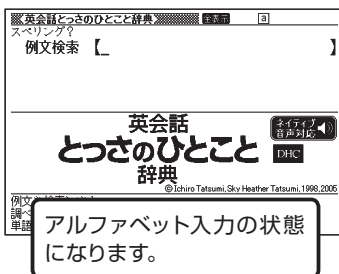 英会話とっさのひとこと辞典 全表示 a
スペリング?
例文検索【_ 】
英会話
とっさのひとこと
辞典
ネイティブ
音声対応
DHC
©Ichiro Tatsumi, Sky Heather Tatsumi, 1998, 2005
例文
調べ
単語
アルファベット入力の状態
になります。